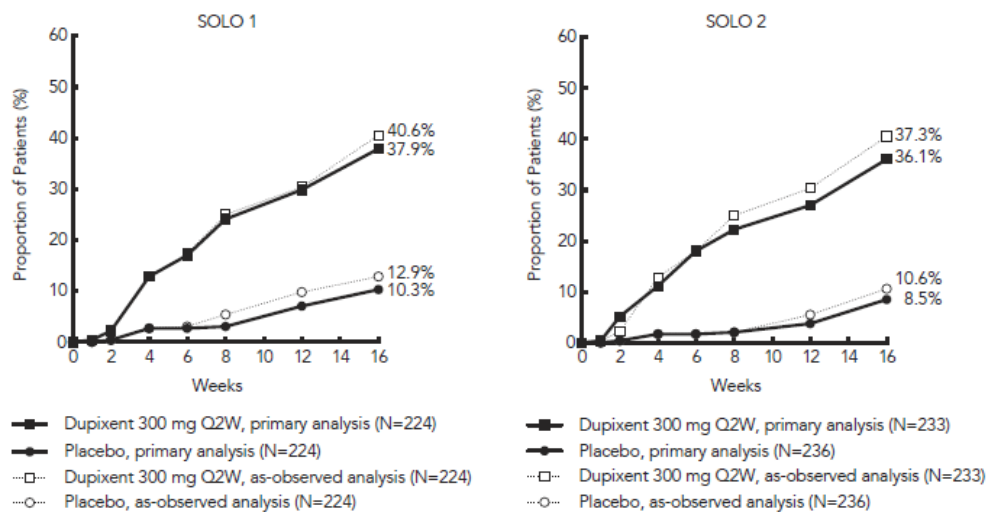 SOLO 1
60
50
40
30
20
10
0
Proportion of Patients (%)
40.6%
37.9%
12.9%
10.3%
0 2 4 6 8 10 12 14 16
Weeks
Dupixent 300 mg Q2W, primary analysis (N=224)
Placebo, primary analysis (N=224)
Dupixent 300 mg Q2W, as-observed analysis (N=224)
Placebo, as-observed analysis (N=224)
SOLO 2
60
50
40
30
20
10
0
Proportion of Patients (%)
37.3%
36.1%
10.6%
8.5%
0 2 4 6 8 10 12 14 16
Weeks
Dupixent 300 mg Q2W, primary analysis (N=233)
Placebo, primary analysis (N=236)
Dupixent 300 mg Q2W, as-observed analysis (N=233)
Placebo, as-observed analysis (N=236)